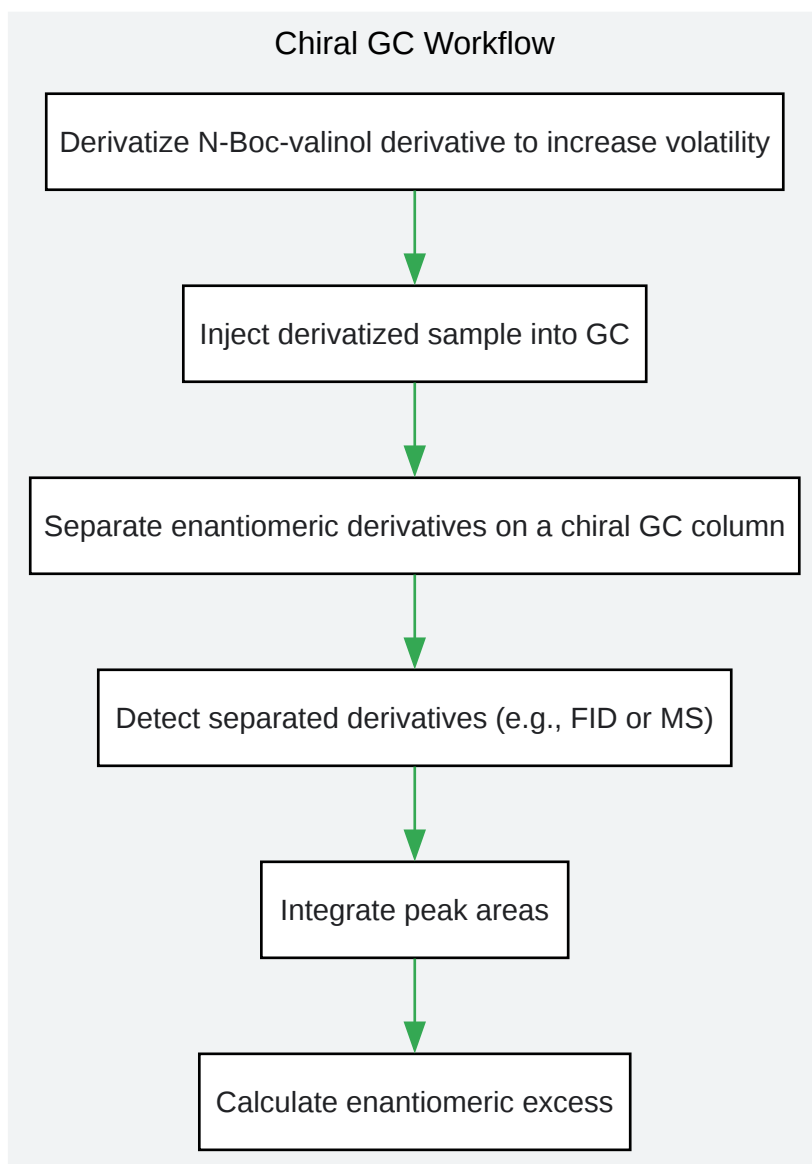 Chiral GC Workflow
Derivatize N-Boc-valinol derivative to increase volatility
Inject derivatized sample into GC
Separate enantiomeric derivatives on a chiral GC column
Detect separated derivatives (e.g., FID or MS)
Integrate peak areas
Calculate enantiomeric excess